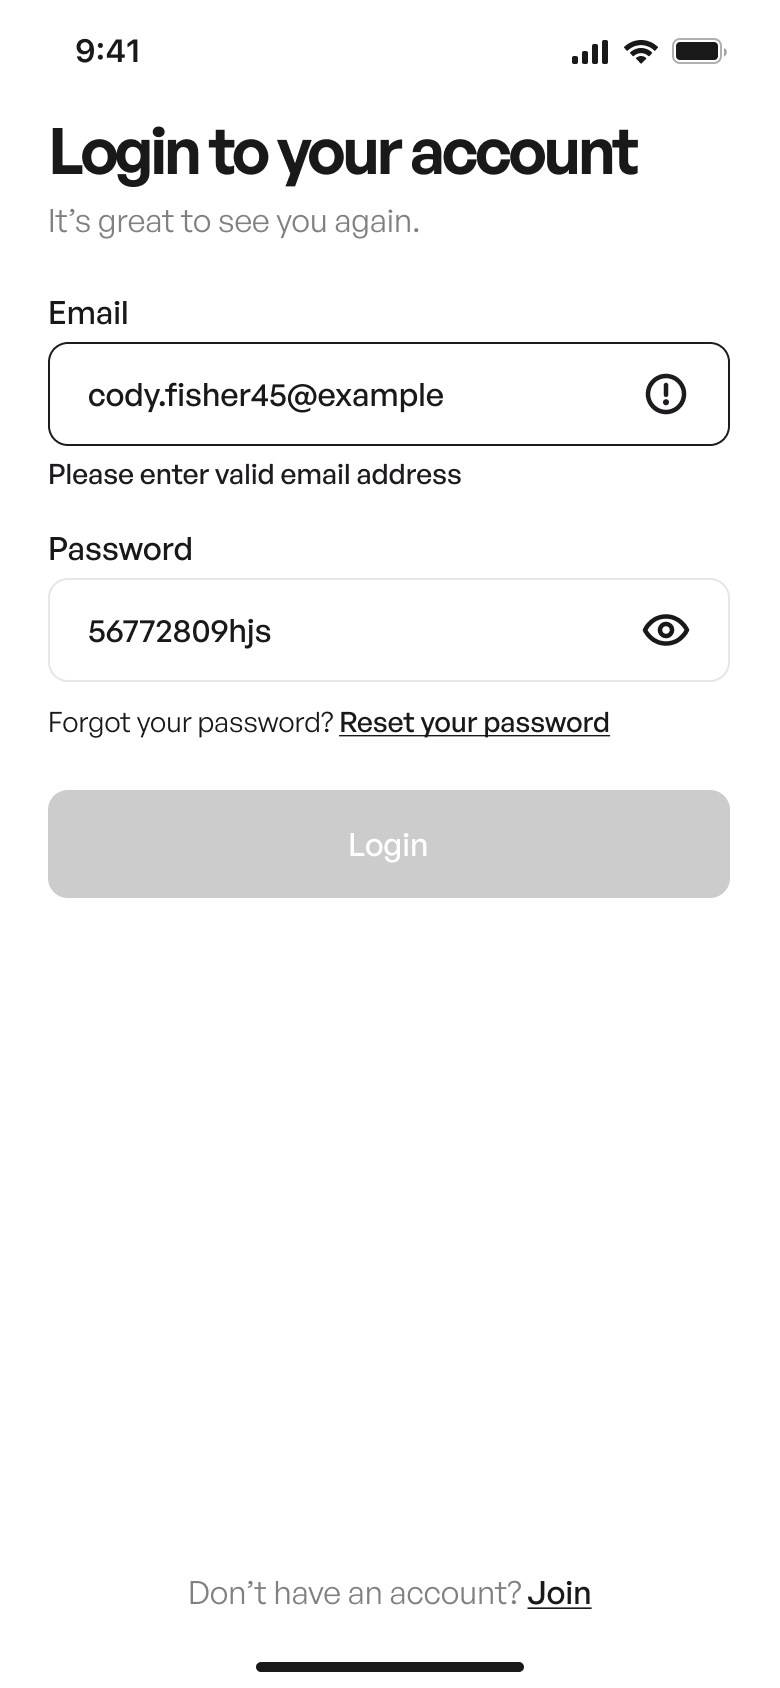 9:41
Login to your account
It’s great to see you again.
Email
cody.fisher45@example
Please enter valid email address
Password
56772809hjs
Forgot your password? Reset your password
Login
Don’t have an account? Join